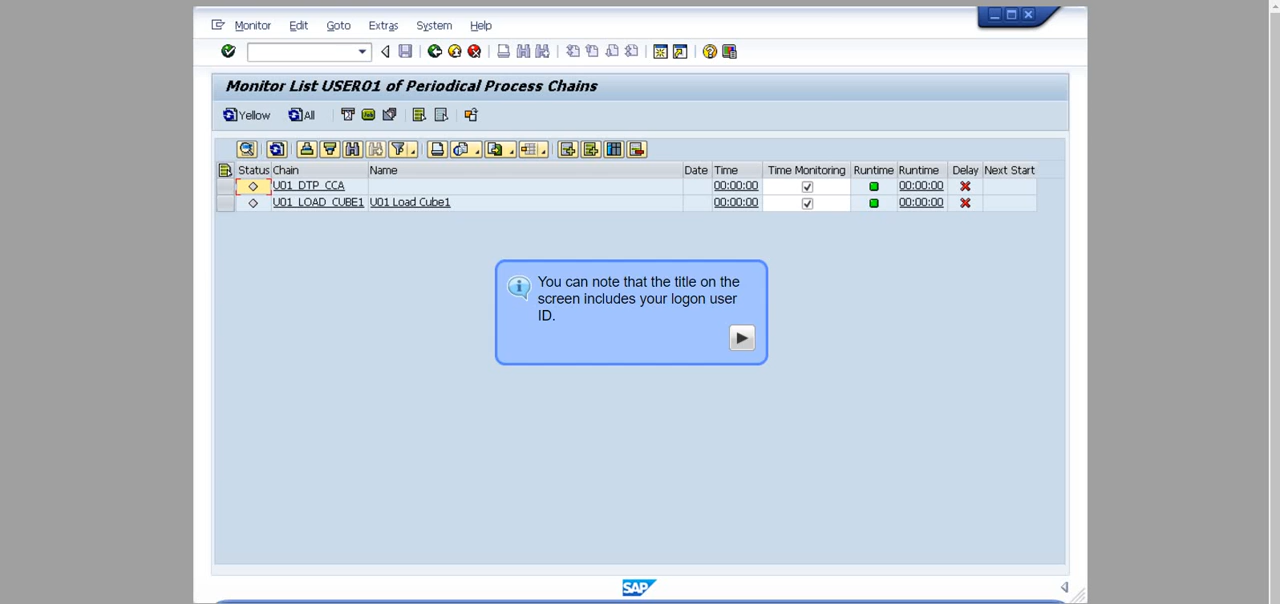 Monitor Edit Goto Extras System Help
Monitor List USER01 of Periodical Process Chains
Yellow All
Status Chain Name Date Time Time Monitoring Runtime Runtime Delay Next Start
U01_DTP_CCA 00:00:00 00:00:00
U01_LOAD_CUBE1 U01 Load Cube1 00:00:00 00:00:00
You can note that the title on the
screen includes your logon user
ID.
SAP